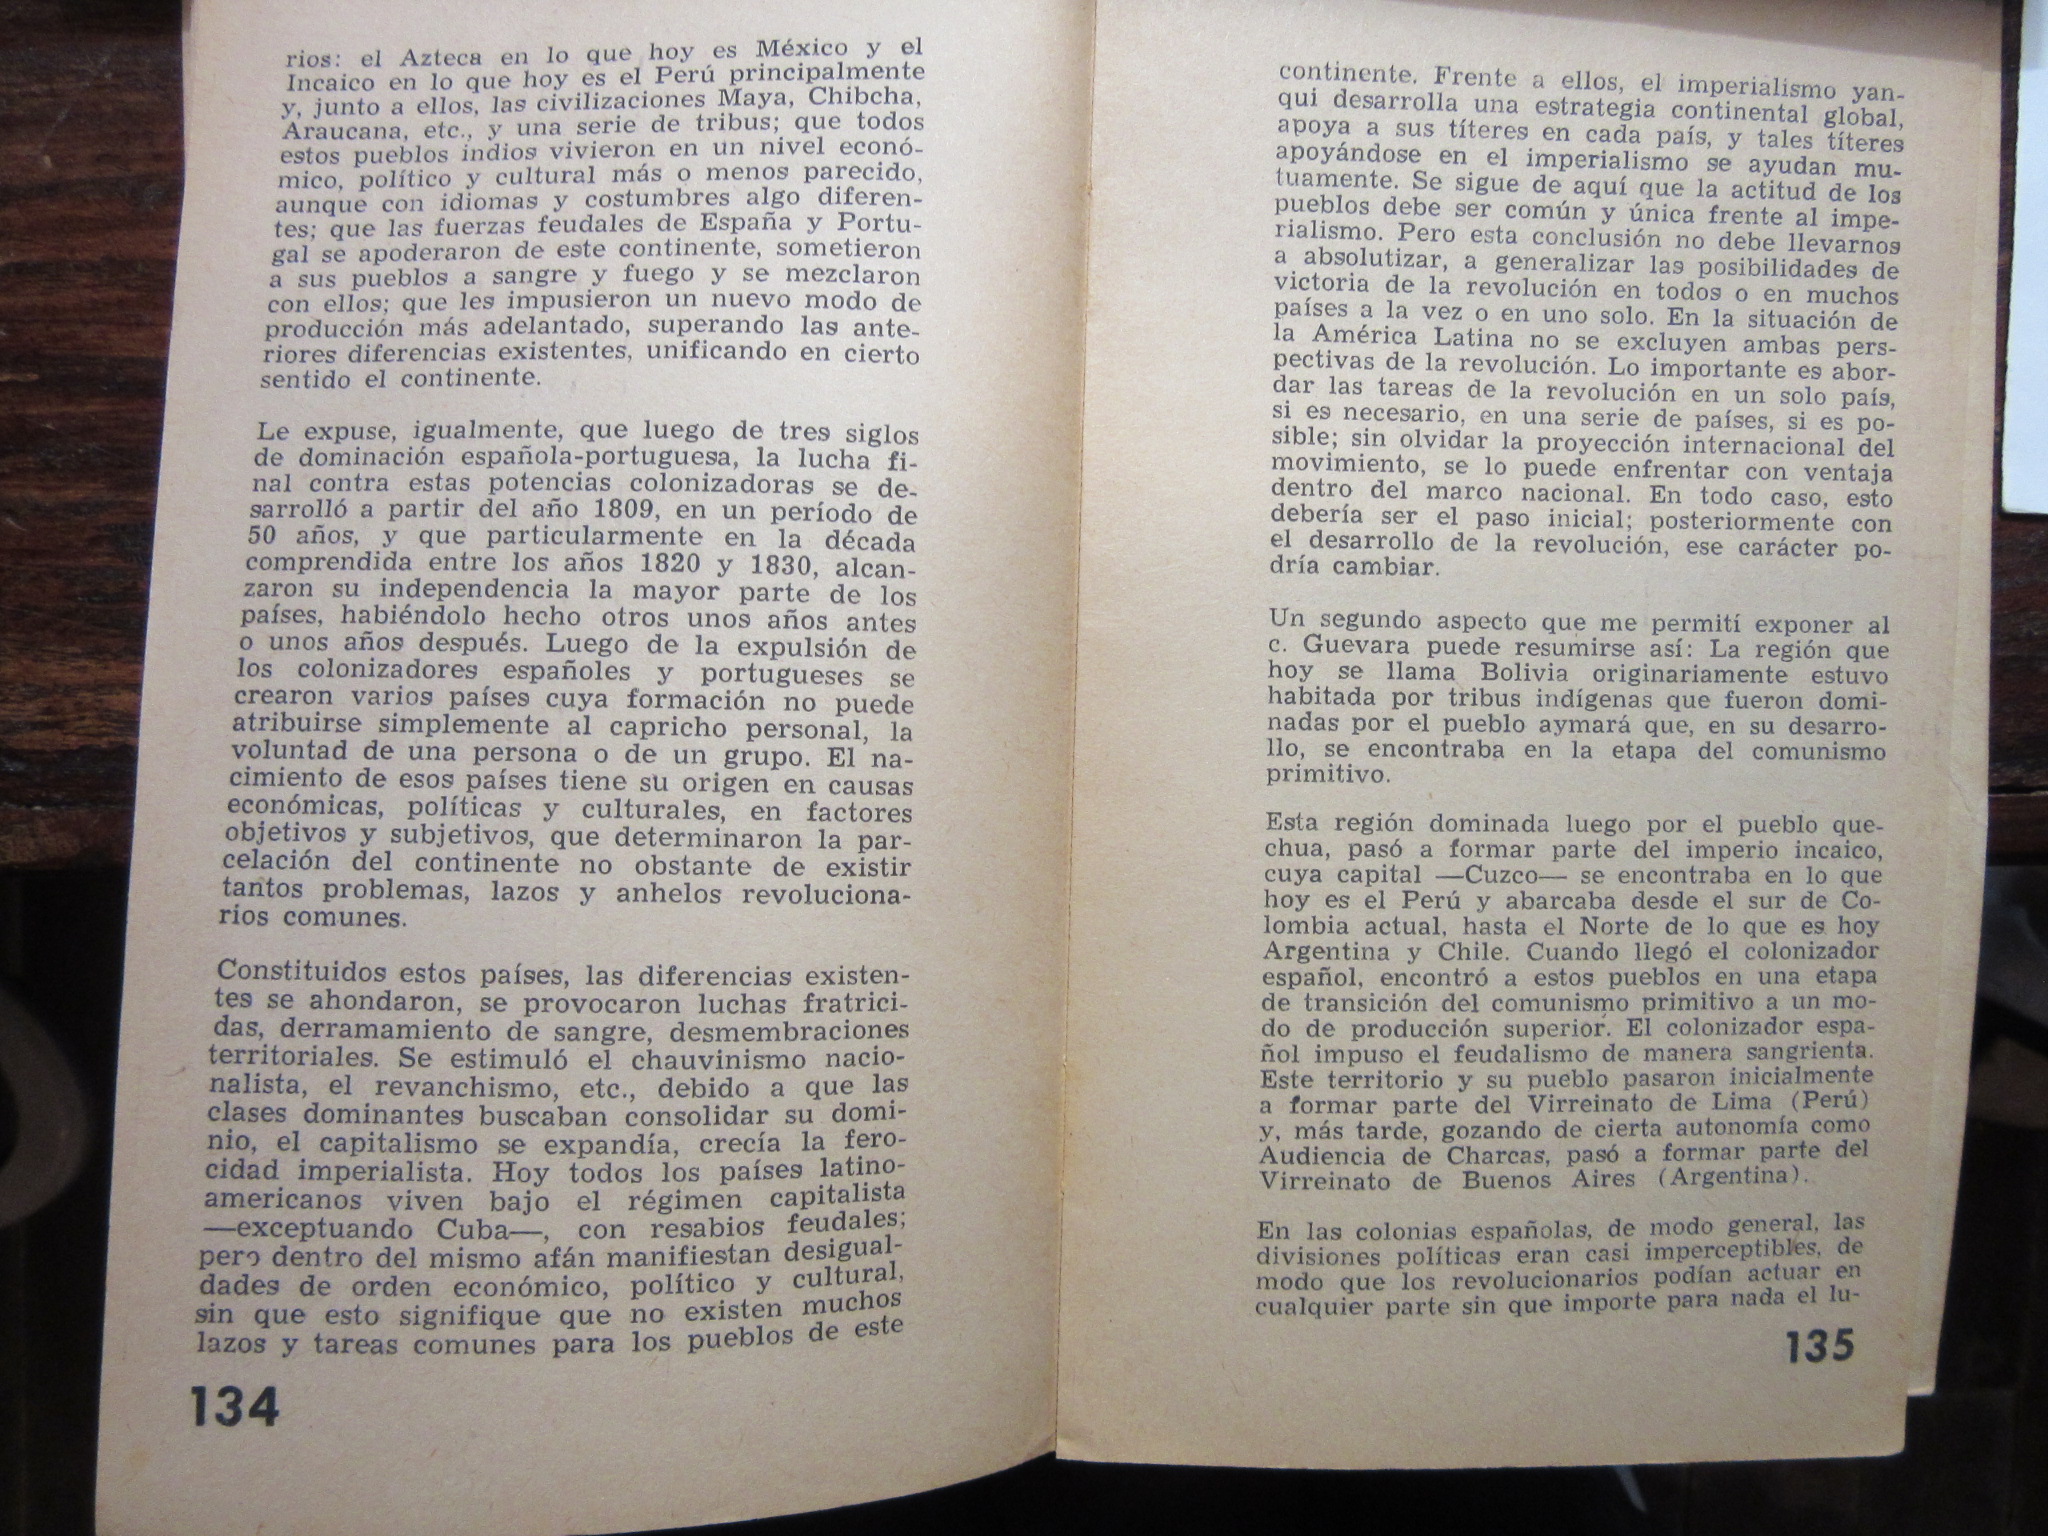 rios: el Azteca en lo que hoy es México y el
Incaico en lo que hoy es el Perú principalmente
y, junto a ellos, las civilizaciones Maya, Chibcha,
Araucana, etc., y una serie de tribus; que todos
estos pueblos indios vivieron en un nivel econó-
mico, político y cultural más o menos parecido,
aunque con idiomas y costumbres algo diferen-
tes; que las fuerzas feudales de España y Portu-
gal se apoderaron de este continente, sometieron
a sus pueblos a sangre y fuego y se mezclaron
con ellos; que les impusieron un nuevo modo de
producción más adelantado, superando las ante-
riores diferencias existentes, unificando en cierto
sentido el continente.
Le expuse, igualmente, que luego de tres siglos
de dominación española-portuguesa, la lucha fi-
nal contra estas potencias colonizadoras se de-
sarrolló a partir del año 1809, en un período de
50 años, y que particularmente en la década
comprendida entre los años 1820 y 1830, alcan-
zaron su independencia la mayor parte de los
países, habiéndolo hecho otros unos años antes
o unos años después. Luego de la expulsión de
los colonizadores españoles y portugueses se
crearon varios países cuya formación no puede
atribuirse simplemente al capricho personal, la
voluntad de una persona o de un grupo. El na-
cimiento de esos países tiene su origen en causas
económicas, políticas y culturales, en factores
objetivos y subjetivos, que determinaron la par-
celación del continente no obstante de existir
tantos problemas, lazos y anhelos revoluciona-
rios comunes.
Constituidos estos países, las diferencias existen-
tes se ahondaron, se provocaron luchas fratrici-
das, derramamiento de sangre, desmembraciones
territoriales. Se estimuló el chauvinismo nacio-
nalista, el revanchismo, etc., debido a que las
clases dominantes buscaban consolidar su domi-
nio, el capitalismo se expandía, crecía la fero-
cidad imperialista. Hoy todos los países latino-
americanos viven bajo el régimen capitalista
—exceptuando Cuba—, con resabios feudales;
pero dentro del mismo afán manifiestan desigual-
dades de orden económico, político y cultural,
sin que esto signifique que no existen muchos
lazos y tareas comunes para los pueblos de este
134
continente. Frente a ellos, el imperialismo yan-
qui desarrolla una estrategia continental global,
apoya a sus títeres en cada país, y tales títeres
apoyándose en el imperialismo se ayudan mu-
tuamente. Se sigue de aquí que la actitud de los
pueblos debe ser común y única frente al impe-
rialismo. Pero esta conclusión no debe llevarnos
a absolutizar, a generalizar las posibilidades de
victoria de la revolución en todos o en muchos
países a la vez o en uno solo. En la situación de
la América Latina no se excluyen ambas pers-
pectivas de la revolución. Lo importante es abor-
dar las tareas de la revolución en un solo país,
si es necesario, en una serie de países, si es po-
sible; sin olvidar la proyección internacional del
movimiento, se lo puede enfrentar con ventaja
dentro del marco nacional. En todo caso, esto
debería ser el paso inicial; posteriormente con
el desarrollo de la revolución, ese carácter po-
dría cambiar.
Un segundo aspecto que me permití exponer al
c. Guevara puede resumirse así: La región que
hoy se llama Bolivia originariamente estuvo
habitada por tribus indígenas que fueron domi-
nadas por el pueblo aymará que, en su desarro-
llo, se encontraba en la etapa del comunismo
primitivo.
Esta región dominada luego por el pueblo que-
chua, pasó a formar parte del imperio incaico,
cuya capital —Cuzco— se encontraba en lo que
hoy es el Perú y abarcaba desde el sur de Co-
lombia actual, hasta el Norte de lo que es hoy
Argentina y Chile. Cuando llegó el colonizador
español, encontró a estos pueblos en una etapa
de transición del comunismo primitivo a un mo-
do de producción superior. El colonizador espa-
ñol impuso el feudalismo de manera sangrienta.
Este territorio y su pueblo pasaron inicialmente
a formar parte del Virreinato de Lima (Perú)
y, más tarde, gozando de cierta autonomía como
Audiencia de Charcas, pasó a formar parte del
Virreinato de Buenos Aires (Argentina).
En las colonias españolas, de modo general, las
divisiones políticas eran casi imperceptibles, de
modo que los revolucionarios podían actuar en
cualquier parte sin que importe para nada el lu-
135